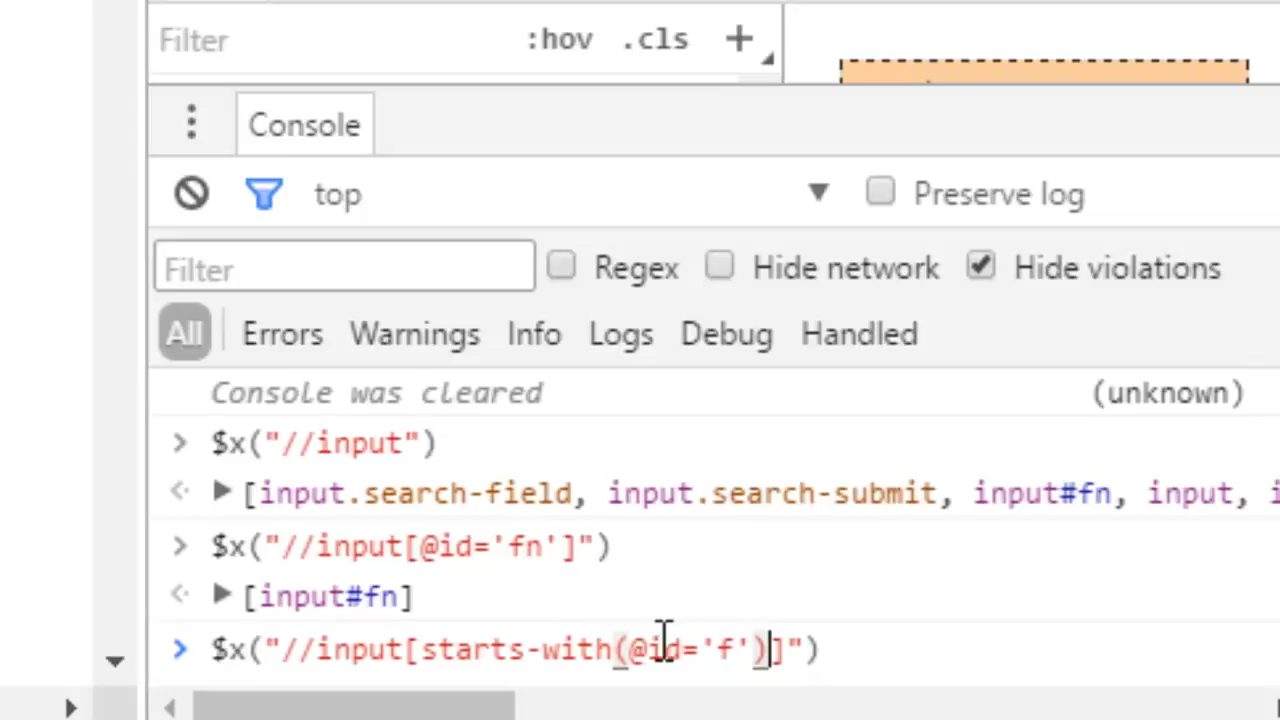 Filter :hov .cls +
Console
top ▼ Preserve log
Filter Regex Hide network Hide violations
All Errors Warnings Info Logs Debug Handled
Console was cleared (unknown)
> $x("//input")
[input.search-field, input.search-submit, input#fn, input, i
> $x("//input[@id='fn']")
[input#fn]
> $x("//input[starts-with(@id='f')]")